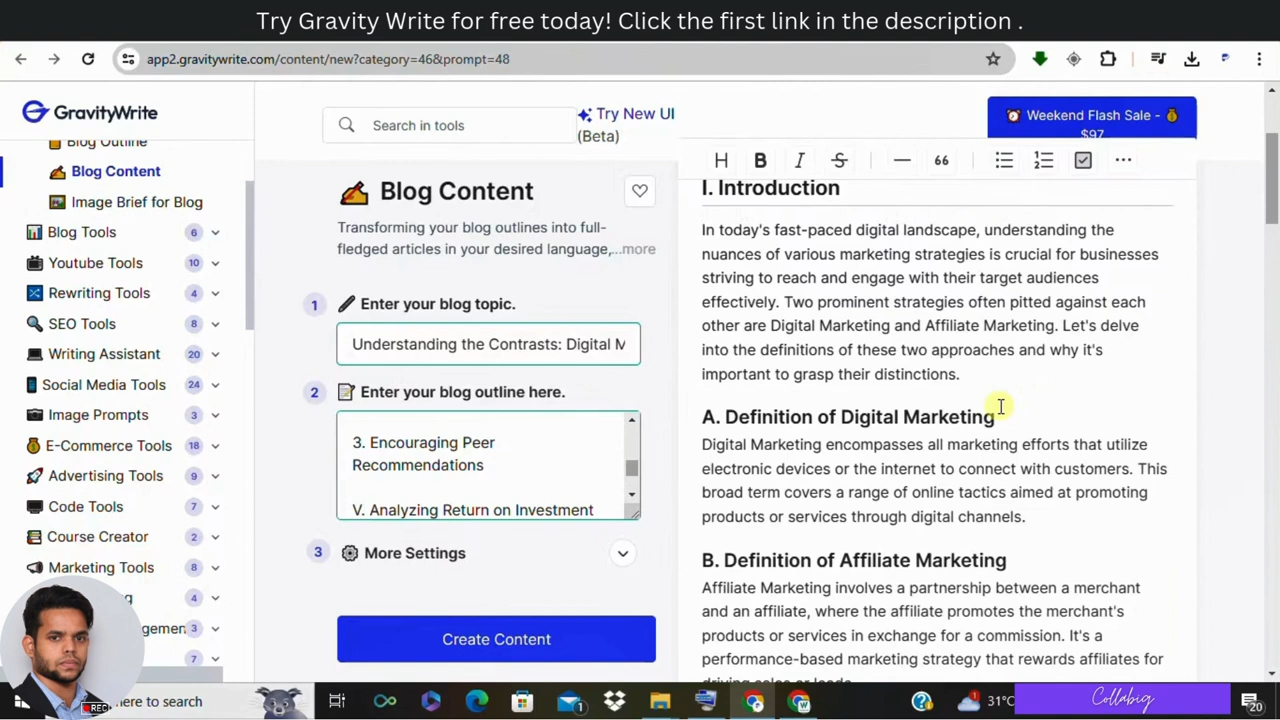 Try Gravity Write for free today! Click the first link in the description .
app2.gravitywrite.com/content/new?category=46&prompt=48
GravityWrite
Search in tools
Try New UI
(Beta)
Weekend Flash Sale -
$97
Blog Outline
Blog Content
Image Brief for Blog
Blog Tools 6
Youtube Tools 10
Rewriting Tools 4
SEO Tools 8
Writing Assistant 20
Social Media Tools 24
Image Prompts 3
E-Commerce Tools 18
Advertising Tools 9
Code Tools 7
Course Creator 2
Marketing Tools 8
4
3
7
Blog Content
Transforming your blog outlines into full-
fledged articles in your desired language,...more
1 Enter your blog topic.
Understanding the Contrasts: Digital M
2 Enter your blog outline here.
3. Encouraging Peer
Recommendations
V. Analyzing Return on Investment
3 More Settings
Create Content
H B I S 66
I. Introduction
In today's fast-paced digital landscape, understanding the
nuances of various marketing strategies is crucial for businesses
striving to reach and engage with their target audiences
effectively. Two prominent strategies often pitted against each
other are Digital Marketing and Affiliate Marketing. Let's delve
into the definitions of these two approaches and why it's
important to grasp their distinctions.
A. Definition of Digital Marketing
Digital Marketing encompasses all marketing efforts that utilize
electronic devices or the internet to connect with customers. This
broad term covers a range of online tactics aimed at promoting
products or services through digital channels.
B. Definition of Affiliate Marketing
Affiliate Marketing involves a partnership between a merchant
and an affiliate, where the affiliate promotes the merchant's
products or services in exchange for a commission. It's a
performance-based marketing strategy that rewards affiliates for
driving sales or leads.
REC
here to search
1
31°C
Collabig
20